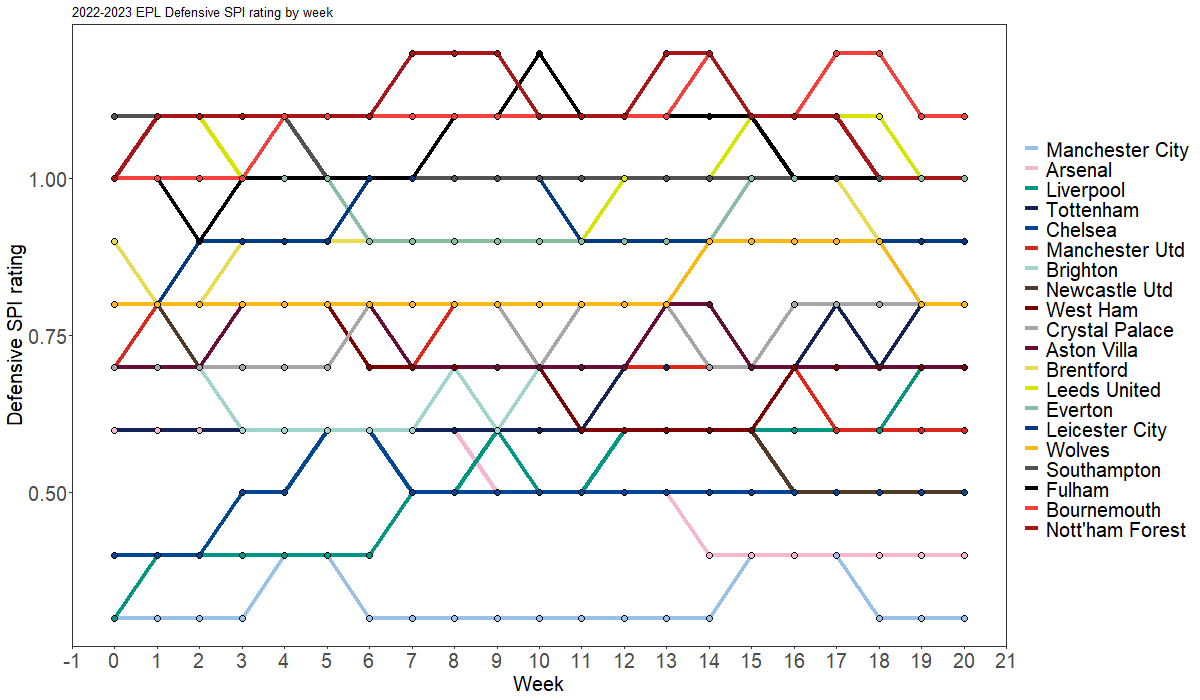 2022-2023 EPL Defensive SPI rating by week
Defensive SPI rating
1.00
0.75
0.50
-1 0 1 2 3 4 5 6 7 8 9 10 11 12 13 14 15 16 17 18 19 20 21
Week
Manchester City
Arsenal
Liverpool
Tottenham
Chelsea
Manchester Utd
Brighton
Newcastle Utd
West Ham
Crystal Palace
Aston Villa
Brentford
Leeds United
Everton
Leicester City
Wolves
Southampton
Fulham
Bournemouth
Nott'ham Forest